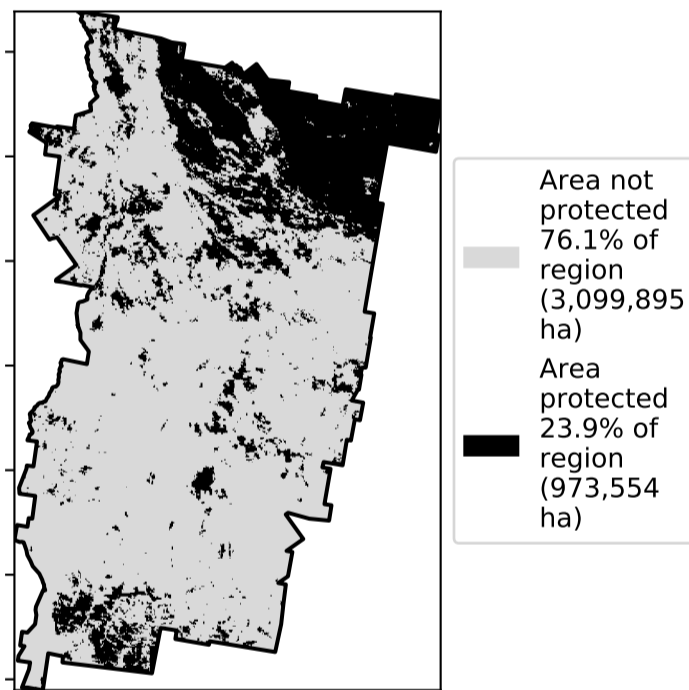 Area not
protected
76.1% of
region
(3,099,895
ha)
Area
protected
23.9% of
region
(973,554
ha)